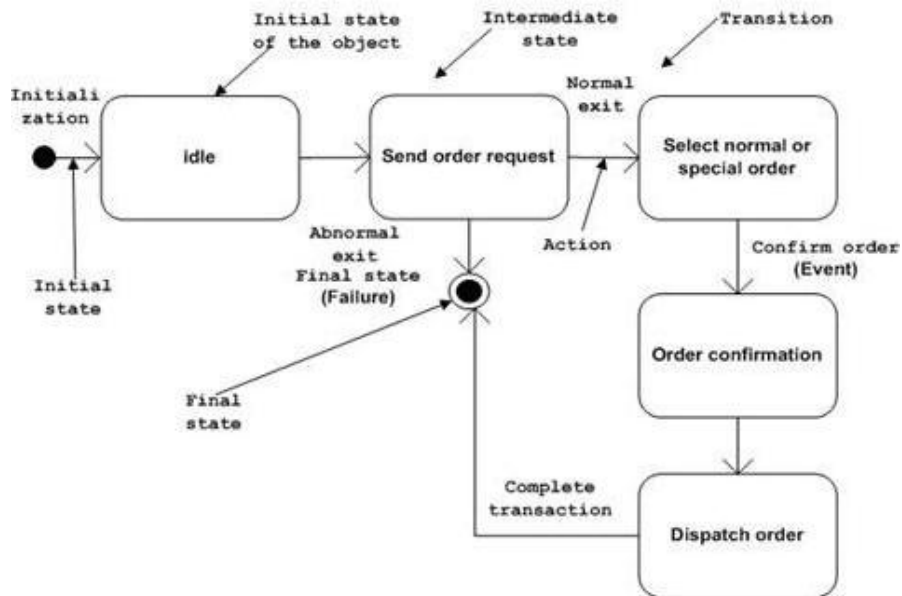 Initial state
of the object
Intermediate
state
Transition
Initiali
zation
Normal
exit
idle
Send order request
Select normal or
special order
Abnormal
exit
Final state
(Failure)
Action
Confirm order
(Event)
Initial
state
Order confirmation
Final
state
Complete
transaction
Dispatch order